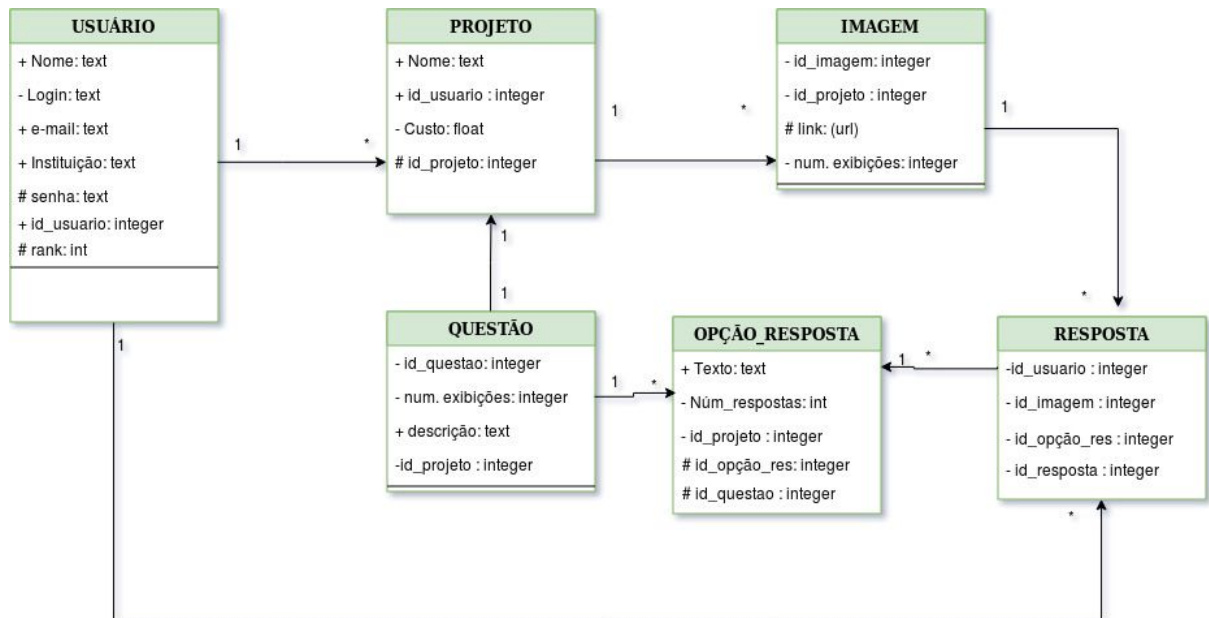 USUÁRIO
+ Nome: text
- Login: text
+ e-mail: text
+ Instituição: text
# senha: text
+ id_usuario: integer
# rank: int
1
*
PROJETO
+ Nome: text
+ id_usuario : integer
- Custo: float
# id_projeto: integer
1
*
IMAGEM
- id_imagem: integer
- id_projeto : integer
# link: (url)
- num. exibições: integer
1
*
1
1
QUESTÃO
- id_questao: integer
- num. exibições: integer
+ descrição: text
-id_projeto : integer
1
*
OPÇÃO_RESPOSTA
+ Texto: text
- Núm_respostas: int
- id_projeto : integer
# id_opção_res: integer
# id_questao : integer
1
*
RESPOSTA
-id_usuario : integer
- id_imagem : integer
- id_opção_res : integer
- id_resposta : integer
1
*